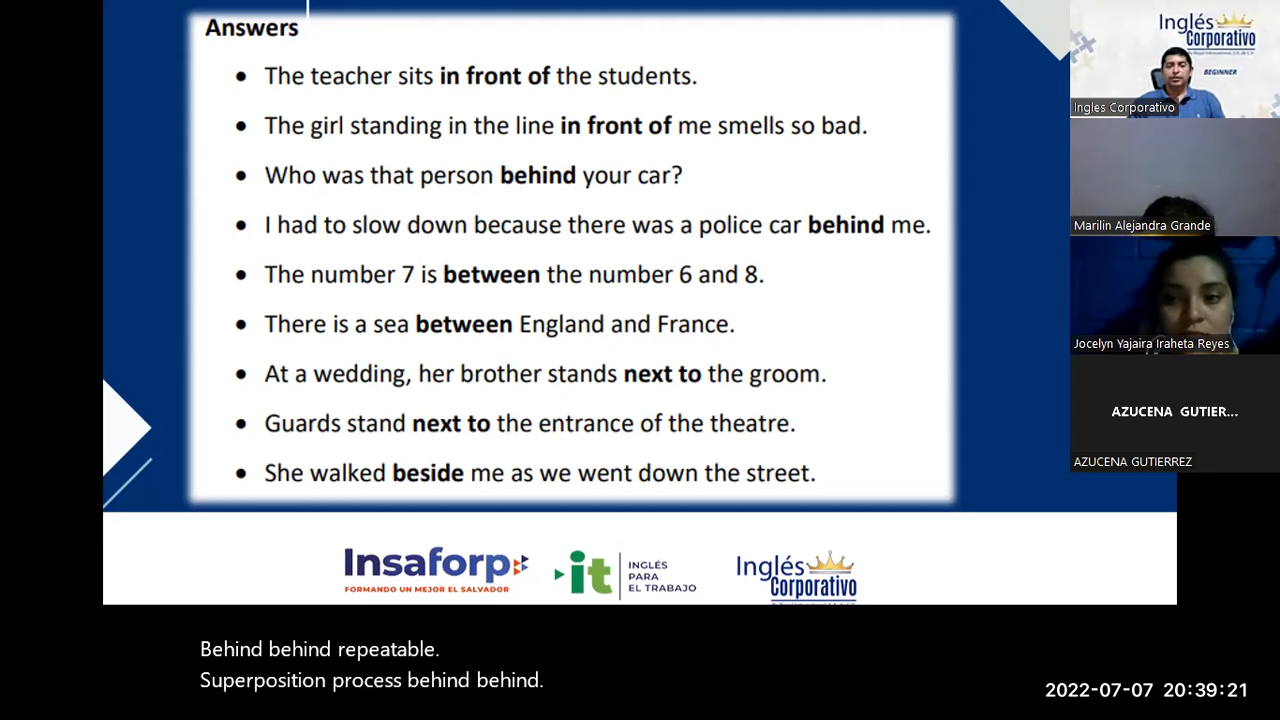 Answers
• The teacher sits in front of the students.
• The girl standing in the line in front of me smells so bad.
• Who was that person behind your car?
• I had to slow down because there was a police car behind me.
• The number 7 is between the number 6 and 8.
• There is a sea between England and France.
• At a wedding, her brother stands next to the groom.
• Guards stand next to the entrance of the theatre.
• She walked beside me as we went down the street.
Insaforp
FORMANDO UN MEJOR EL SALVADOR
it
INGLÉS
PARA
EL TRABAJO
Inglés
Corporativo
Inglés
Corporativo
BEGINNER
Ingles Corporativo
Marilin Alejandra Grande
Jocelyn Yajaira Iraheta Reyes
AZUCENA GUTIER...
AZUCENA GUTIERREZ
Behind behind repeatable.
Superposition process behind behind.
2022-07-07 20:39:21